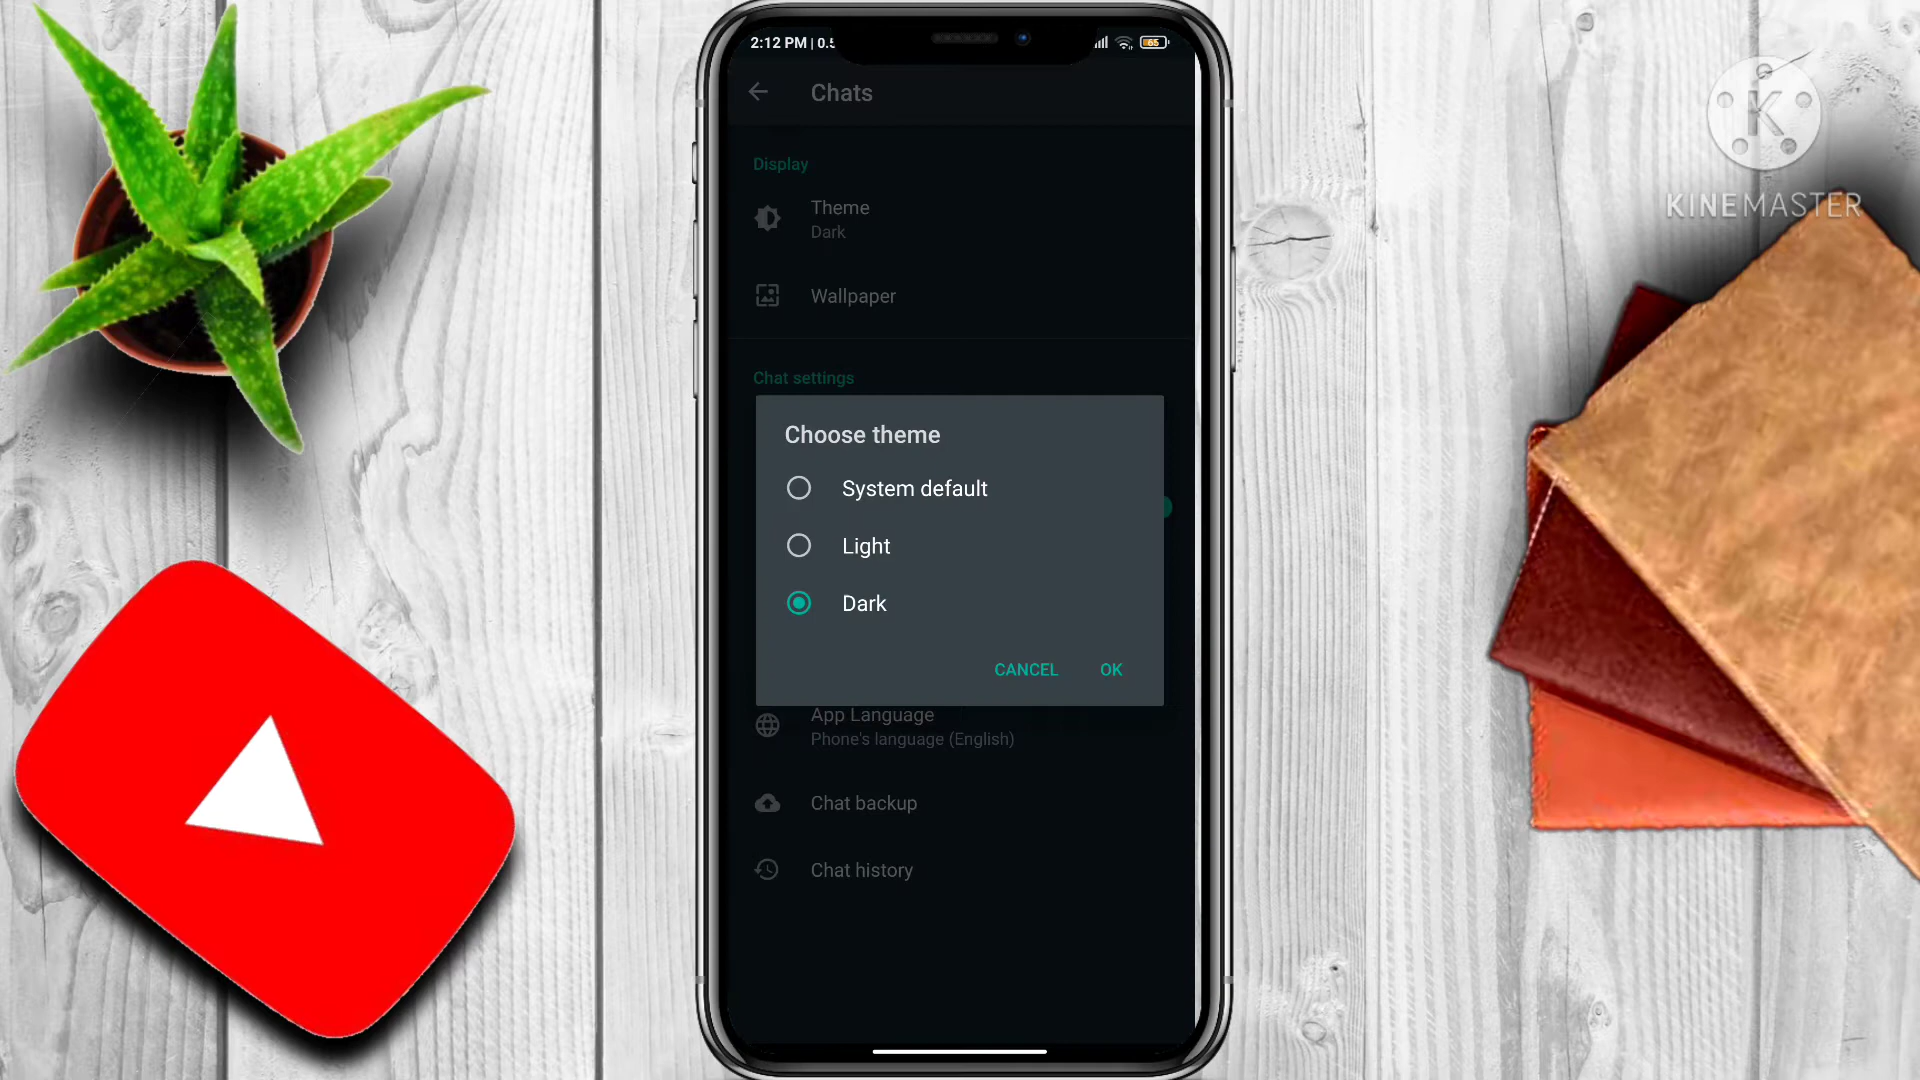 2:12 PM | 0.5
65
Chats
Display
Theme
Dark
Wallpaper
Chat settings
Choose theme
System default
Light
Dark
CANCEL OK
App Language
Phone's language (English)
Chat backup
Chat history
K
KINEMASTER